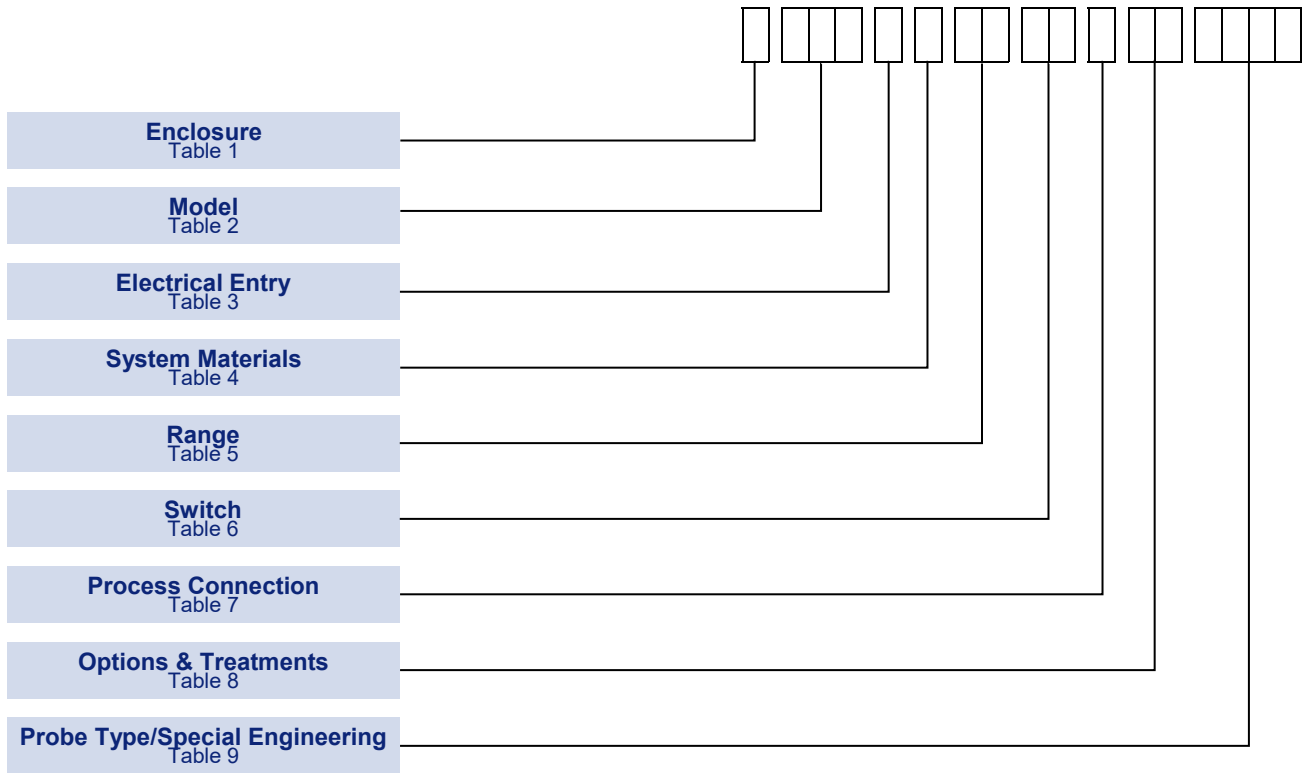 Enclosure
Table 1
Model
Table 2
Electrical Entry
Table 3
System Materials
Table 4
Range
Table 5
Switch
Table 6
Process Connection
Table 7
Options & Treatments
Table 8
Probe Type/Special Engineering
Table 9